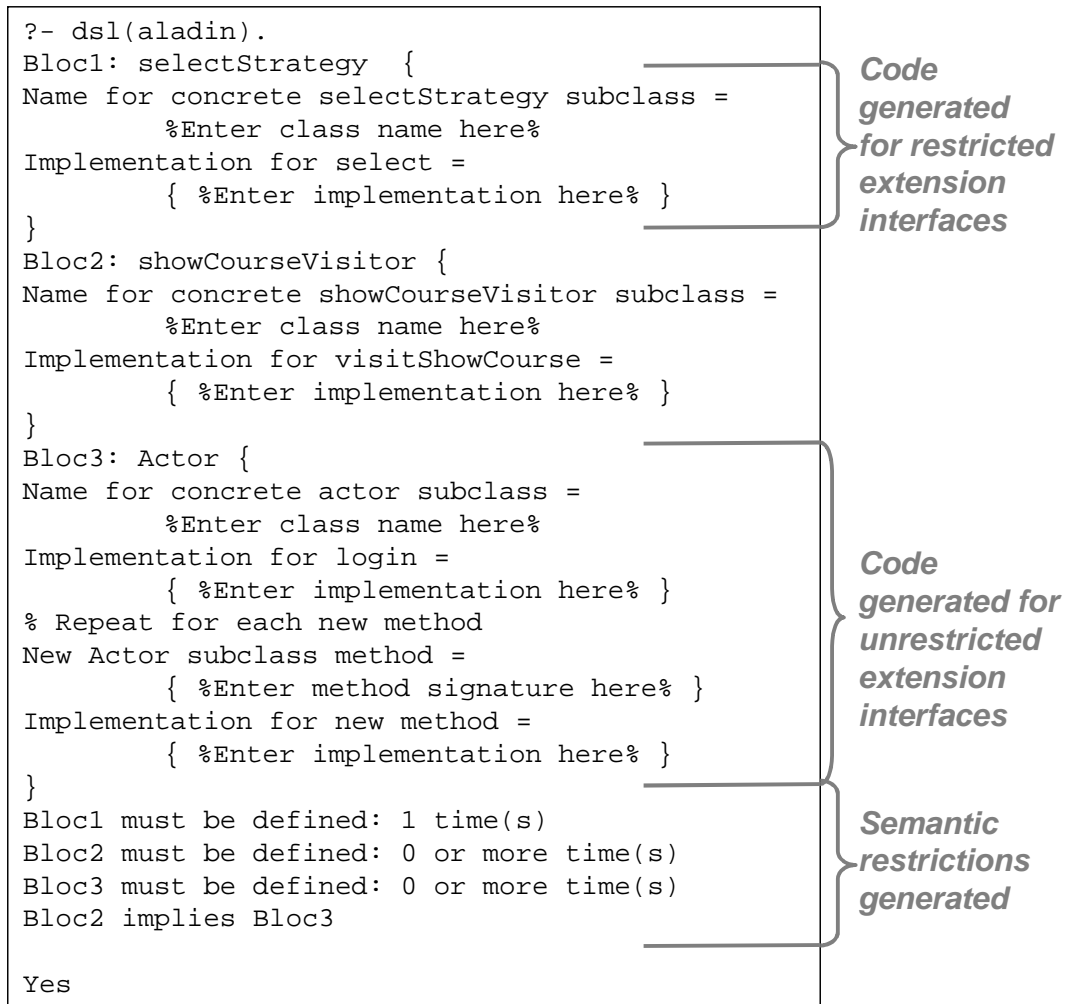 ?- dsl(aladin).
Bloc1: selectStrategy {
Name for concrete selectStrategy subclass =
%Enter class name here%
Implementation for select =
{ %Enter implementation here% }
}
Bloc2: showCourseVisitor {
Name for concrete showCourseVisitor subclass =
%Enter class name here%
Implementation for visitShowCourse =
{ %Enter implementation here% }
}
Bloc3: Actor {
Name for concrete actor subclass =
%Enter class name here%
Implementation for login =
{ %Enter implementation here% }
% Repeat for each new method
New Actor subclass method =
{ %Enter method signature here% }
Implementation for new method =
{ %Enter implementation here% }
}
Bloc1 must be defined: 1 time(s)
Bloc2 must be defined: 0 or more time(s)
Bloc3 must be defined: 0 or more time(s)
Bloc2 implies Bloc3
Yes
Code
generated
for restricted
extension
interfaces
Code
generated for
unrestricted
extension
interfaces
Semantic
restrictions
generated